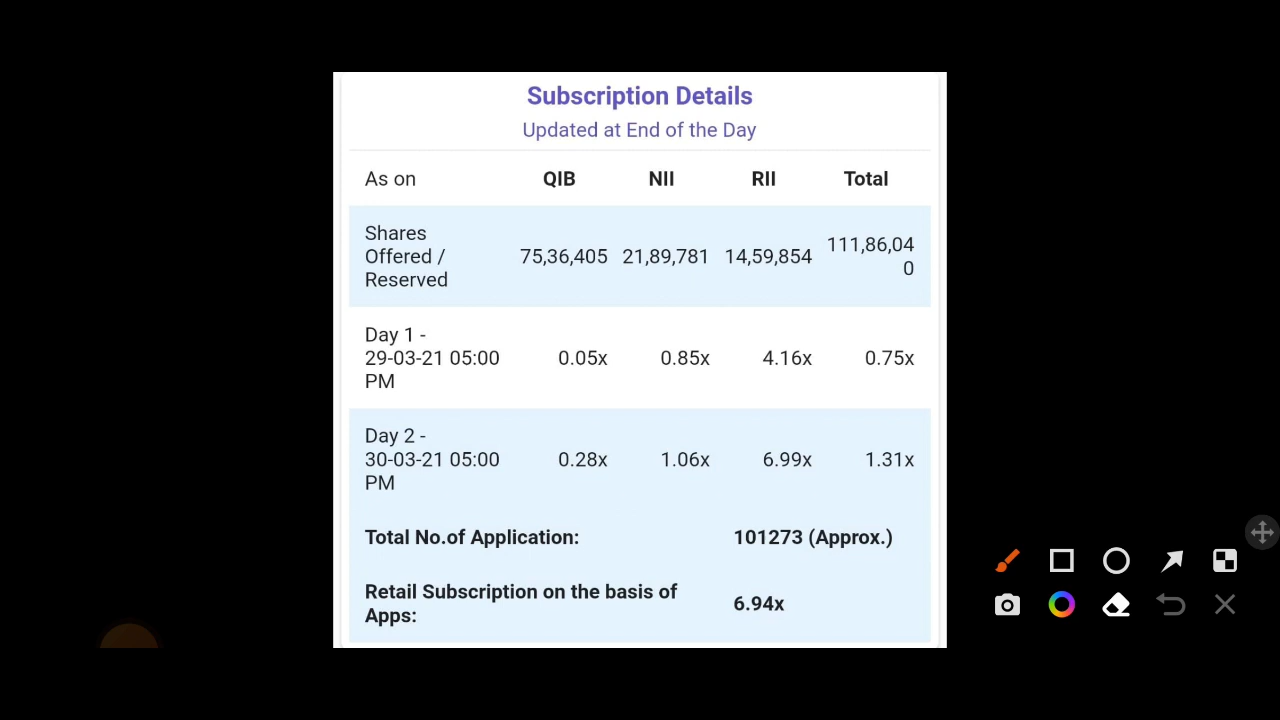 Subscription Details
Updated at End of the Day
As on QIB NII RII Total
Shares
Offered /
Reserved
75,36,405 21,89,781 14,59,854 111,86,04
0
Day 1 -
29-03-21 05:00 0.05x 0.85x 4.16x 0.75x
PM
Day 2 -
30-03-21 05:00 0.28x 1.06x 6.99x 1.31x
PM
Total No.of Application: 101273 (Approx.)
Retail Subscription on the basis of
Apps:
6.94x